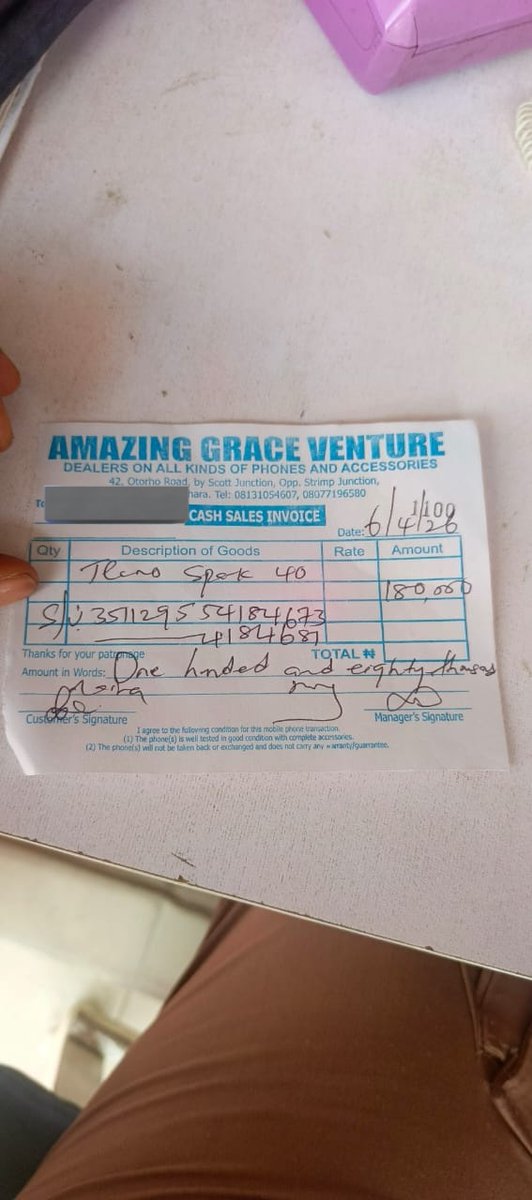 AMAZING GRACE VENTURE
DEALERS ON ALL KINDS OF PHONES AND ACCESSORIES
42, Otorho Road, by Scott Junction, Opp. Strimp Junction,
hara. Tel: 08131054607, 08077196580
To
CASH SALES INVOICE
1/100
Date: 6/4/26
Qty Description of Goods Rate Amount
Tecno Spark 40
180,000
S/N: 351129554184673
4184681
Thanks for your patronage TOTAL ₦
Amount in Words: One hnded and eighty thousand
Customer's Signature Manager's Signature
I agree to the following condition for this mobile phone transaction.
(1) The phone(s) is well tested in good condition with complete accessories.
(2) The phone(s) will not be taken back or exchanged and does not carry any warranty/guarantee.